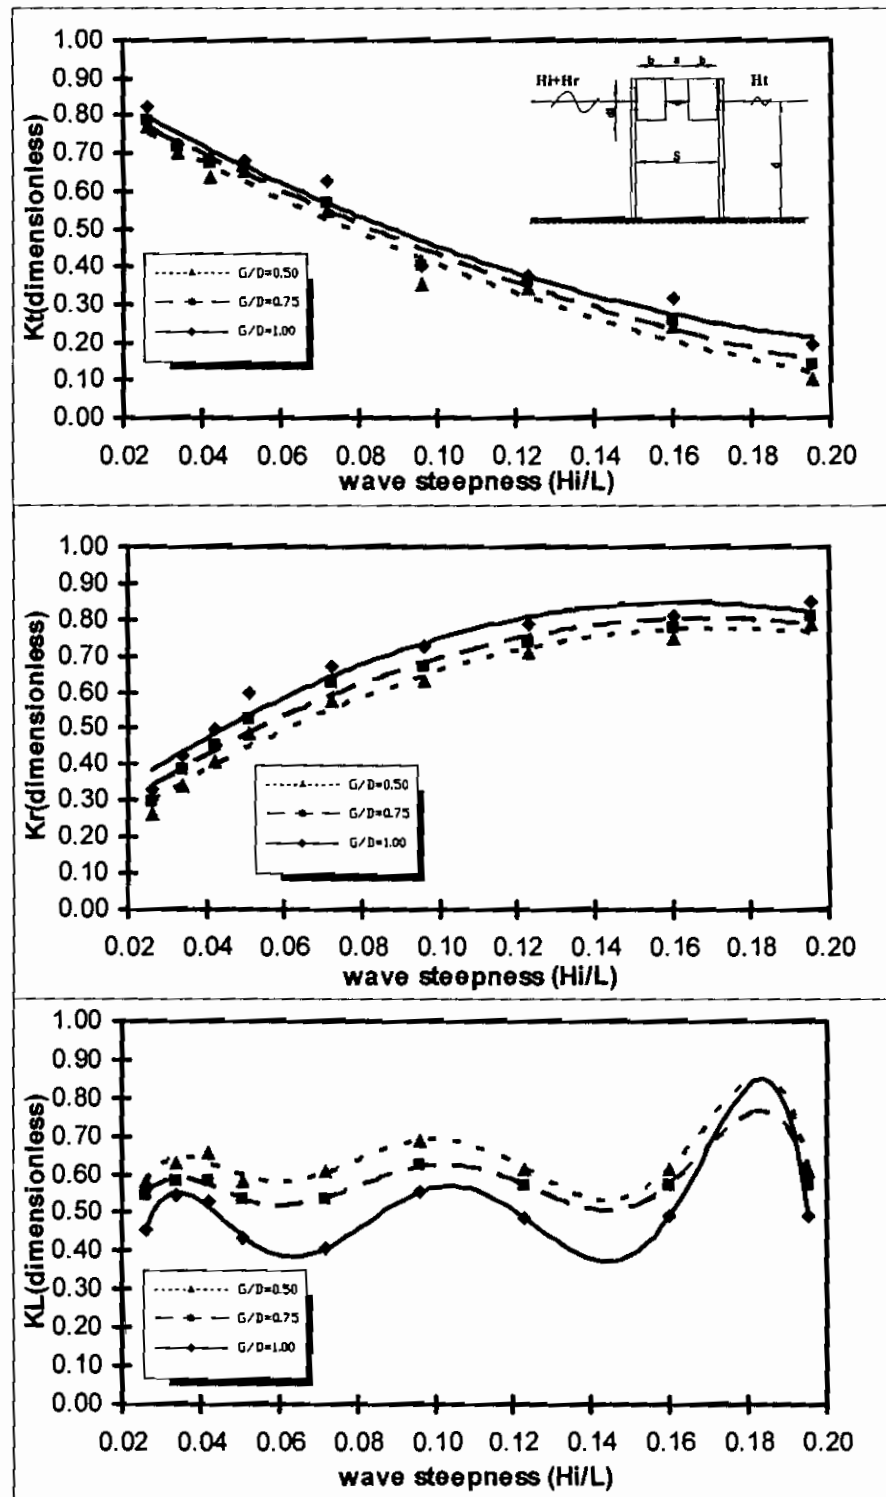 1.00
0.90
0.80
0.70
0.60
0.50
0.40
0.30
0.20
0.10
0.00
Kt(dimensionless)
b a b
Hi+Hr
Ht
S
d
G/D=0.50
G/D=0.75
G/D=1.00
0.02 0.04 0.06 0.08 0.10 0.12 0.14 0.16 0.18 0.20
wave steepness (Hi/L)
1.00
0.90
0.80
0.70
0.60
0.50
0.40
0.30
0.20
0.10
0.00
Kr(dimensionless)
G/D=0.50
G/D=0.75
G/D=1.00
0.02 0.04 0.06 0.08 0.10 0.12 0.14 0.16 0.18 0.20
wave steepness (Hi/L)
1.00
0.90
0.80
0.70
0.60
0.50
0.40
0.30
0.20
0.10
0.00
KL(dimensionless)
G/D=0.50
G/D=0.75
G/D=1.00
0.02 0.04 0.06 0.08 0.10 0.12 0.14 0.16 0.18 0.20
wave steepness (Hi/L)